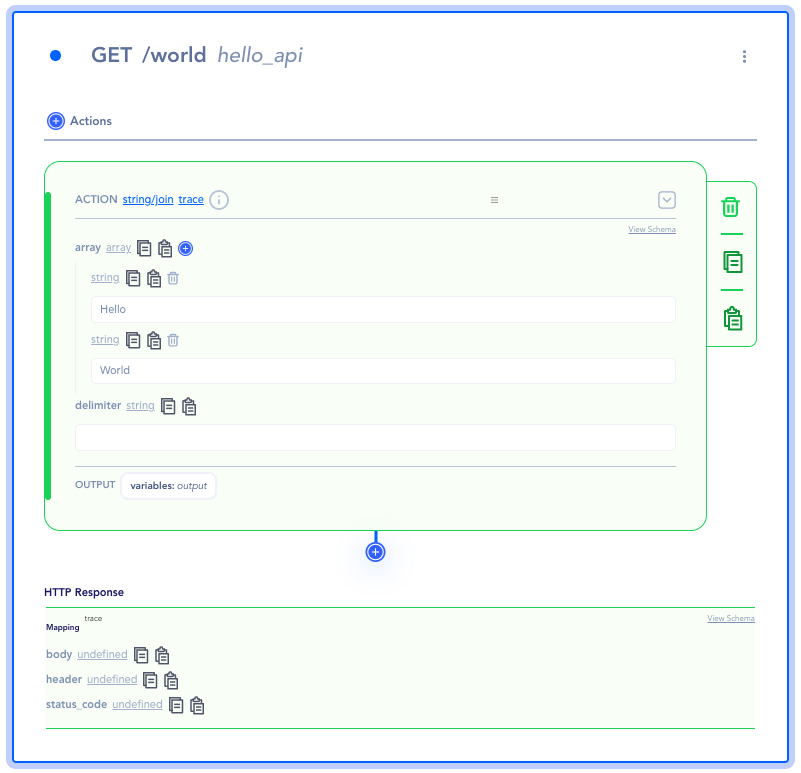 GET /world hello_api
Actions
ACTION string/join trace
View Schema
array array
string
Hello
string
World
delimiter string
OUTPUT variables: output
HTTP Response
Mapping trace
View Schema
body undefined
header undefined
status_code undefined